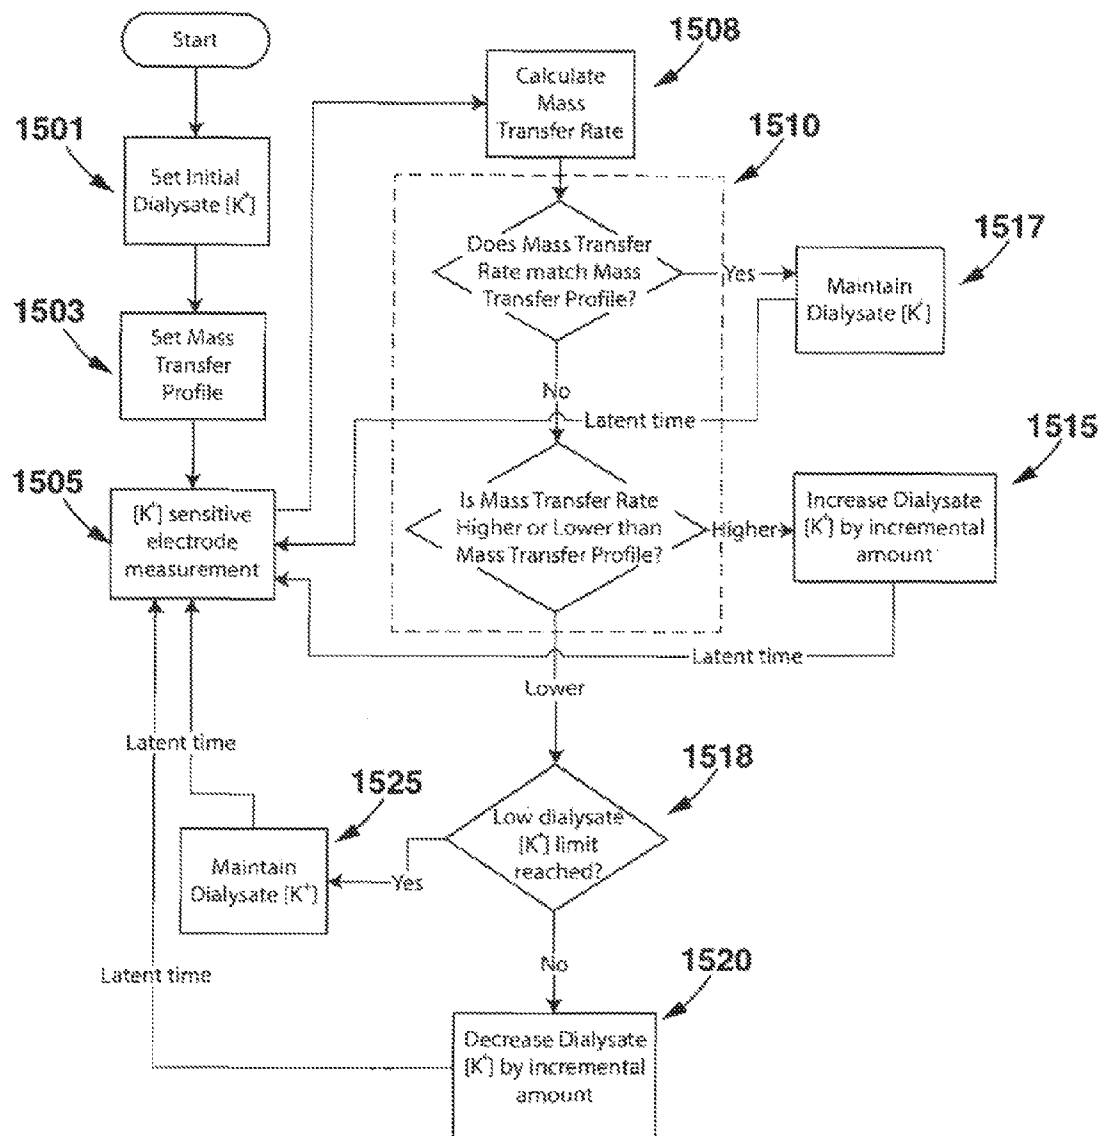 Start
1501
Set Initial
Dialysate [K⁺]
1503
Set Mass
Transfer
Profile
1505
[K⁺] sensitive
electrode
measurement
1508
Calculate
Mass
Transfer Rate
1510
Does Mass Transfer
Rate match Mass
Transfer Profile?
Yes
1517
Maintain
Dialysate [K⁺]
No
Latent time
Is Mass Transfer Rate
Higher or Lower than
Mass Transfer Profile?
Higher
1515
Increase Dialysate
[K⁺] by incremental
amount
Latent time
Lower
1518
Low dialysate
[K⁺] limit
reached?
Yes
1525
Maintain
Dialysate [K⁺]
Latent time
No
1520
Decrease Dialysate
[K⁺] by incremental
amount
Latent time